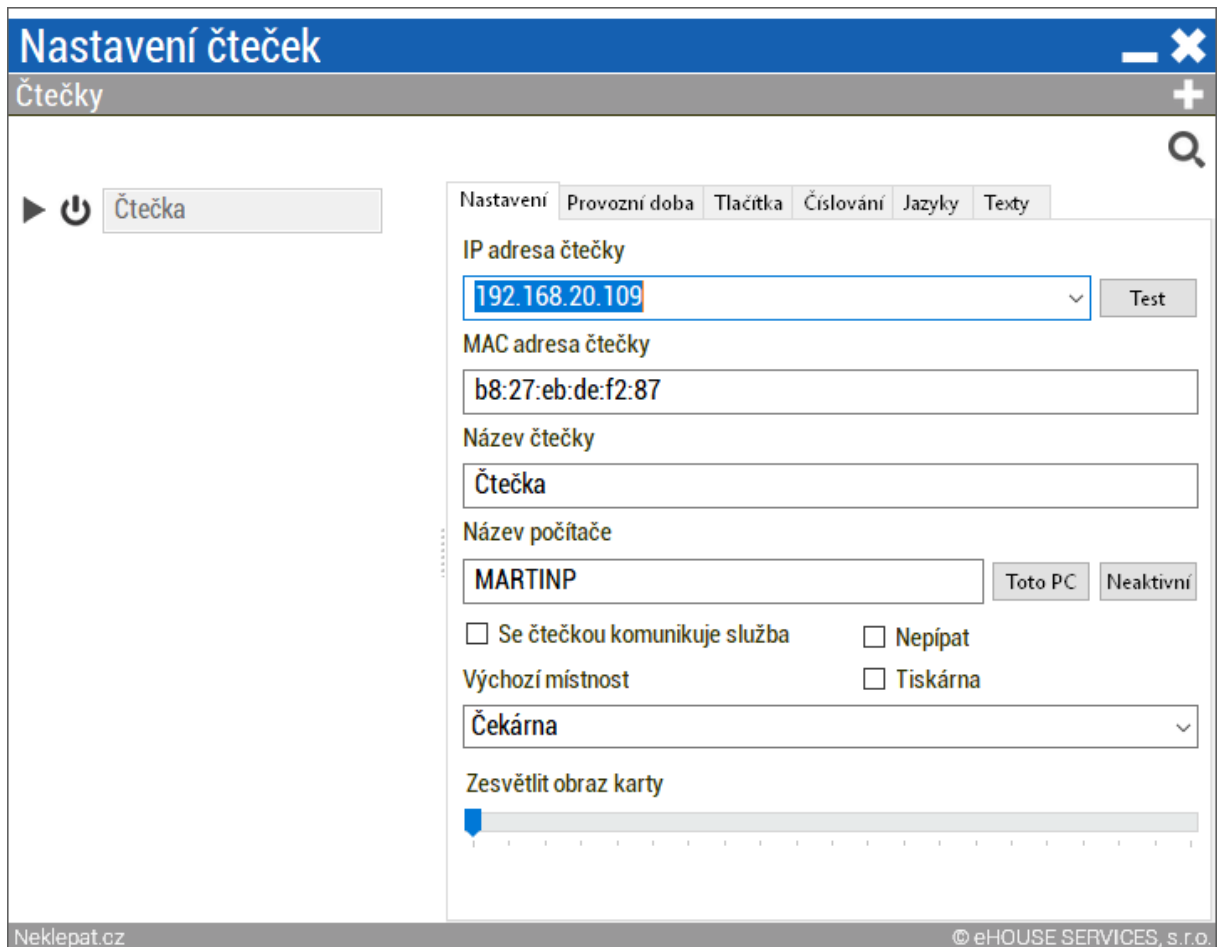 Nastavení čteček
Čtečky
Čtečka
Nastavení Provozní doba Tlačítka Číslování Jazyky Texty
IP adresa čtečky
192.168.20.109 Test
MAC adresa čtečky
b8:27:eb:de:f2:87
Název čtečky
Čtečka
Název počítače
MARTINP Toto PC Neaktivní
Se čtečkou komunikuje služba Nepípat
Výchozí místnost Tiskárna
Čekárna
Zesvětlit obraz karty
Neklepat.cz © eHOUSE SERVICES, s.r.o.